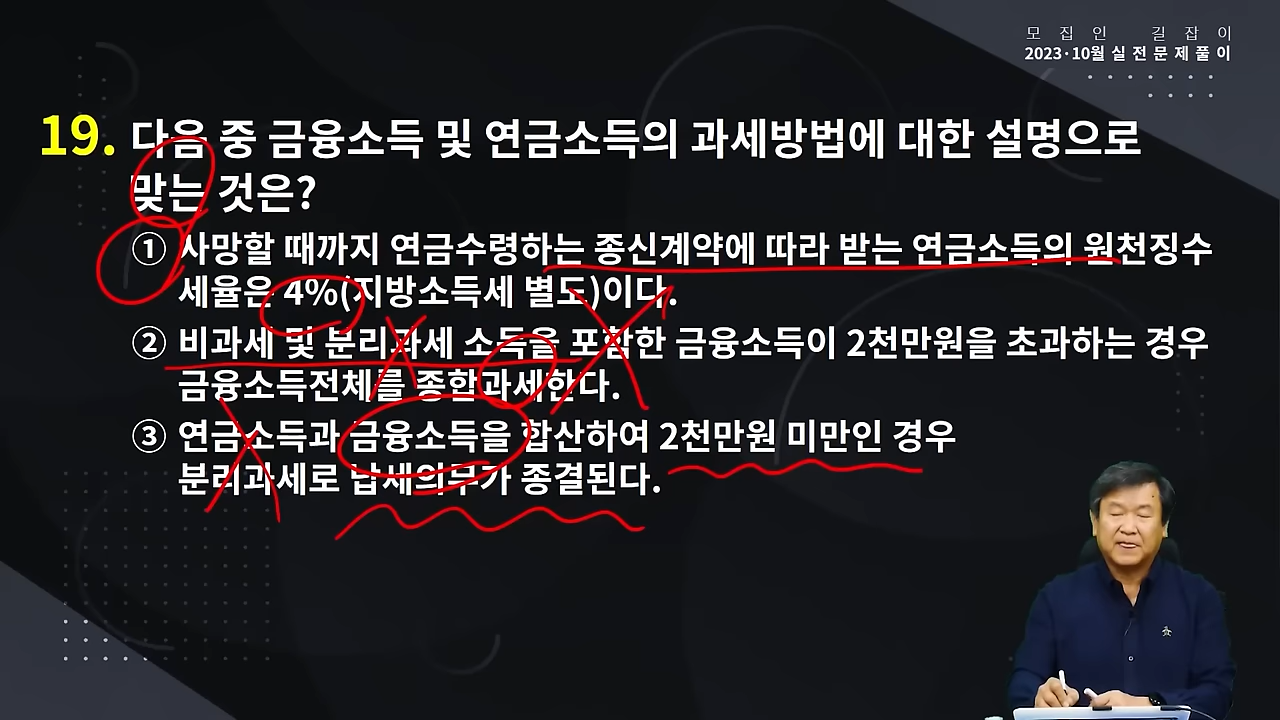 모집인 길잡이
2023·10월 실전문제풀이
19. 다음 중 금융소득 및 연금소득의 과세방법에 대한 설명으로
맞는 것은?
① 사망할 때까지 연금수령하는 종신계약에 따라 받는 연금소득의 원천징수
세율은 4%(지방소득세 별도)이다.
② 비과세 및 분리과세 소득을 포함한 금융소득이 2천만원을 초과하는 경우
금융소득전체를 종합과세한다.
③ 연금소득과 금융소득을 합산하여 2천만원 미만인 경우
분리과세로 납세의무가 종결된다.